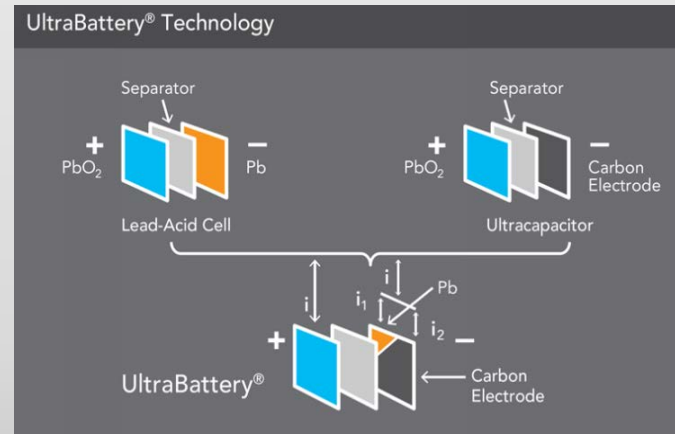 UltraBattery® Technology
Separator
+
PbO₂
−
Pb
Lead-Acid Cell
Separator
+
PbO₂
−
Carbon
Electrode
Ultracapacitor
i
i
i₁
Pb
i₂
+
−
UltraBattery®
Carbon
Electrode